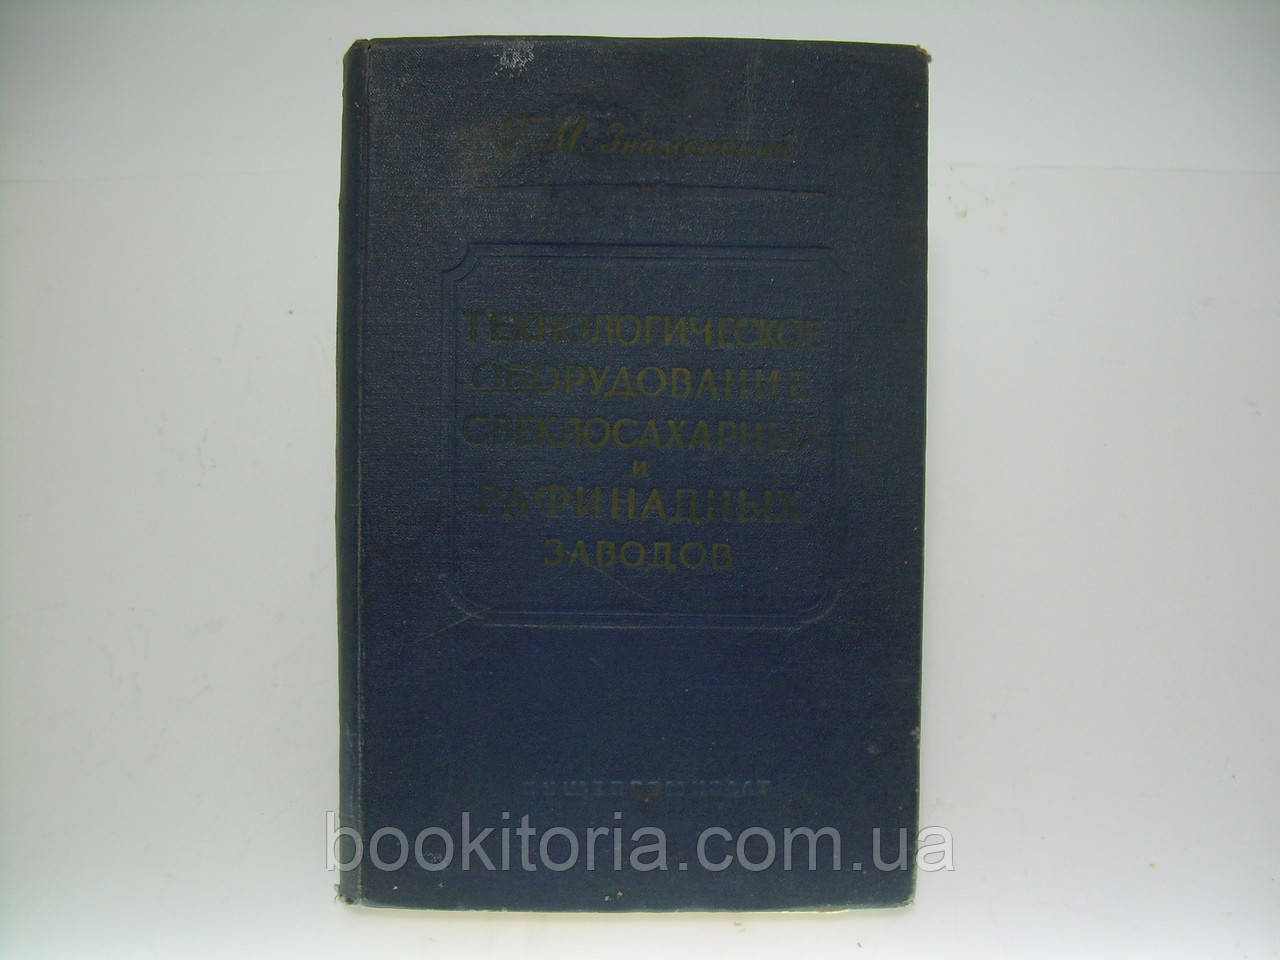 Г. М. Знаменский
ТЕХНОЛОГИЧЕСКОЕ
ОБОРУДОВАНИЕ
СВЕКЛОСАХАРНЫХ
И
РАФИНАДНЫХ
ЗАВОДОВ
ПИЩЕПРОМИЗДАТ
bookitoria.com.ua